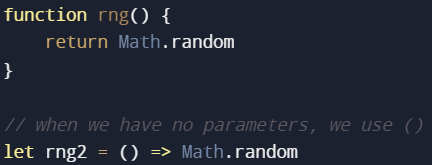 function rng() {
    return Math.random
}

// when we have no parameters, we use ()
let rng2 = () => Math.random